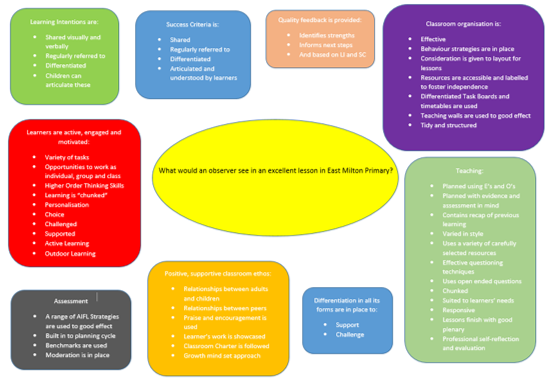 Learning Intentions are:
Shared visually and
verbally
Regularly referred to
Differentiated
Children can
articulate these
Success Criteria is:
Shared
Regularly referred to
Differentiated
Articulated and
understood by learners
Quality feedback is provided:
Identifies strengths
Informs next steps
And based on LI and SC
Classroom organisation is:
Effective
Behaviour strategies are in place
Consideration is given to layout for
lessons
Resources are accessible and labelled
to foster independence
Differentiated Task Boards and
timetables are used
Teaching walls are used to good effect
Tidy and structured
Learners are active, engaged and
motivated:
Variety of tasks
Opportunities to work as
individual, group and class
Higher Order Thinking Skills
Learning is "chunked"
Personalisation
Choice
Challenged
Supported
Active Learning
Outdoor Learning
What would an observer see in an excellent lesson in East Milton Primary?
Teaching:
Planned using E's and O's
Planned with evidence and
assessment in mind
Contains recap of previous
learning
Varied in style
Uses a variety of carefully
selected resources
Effective questioning
techniques
Uses open ended questions
Chunked
Suited to learners' needs
Responsive
Lessons finish with good
plenary
Professional self-reflection
and evaluation
Assessment
A range of AIFL Strategies
are used to good effect
Built in to planning cycle
Benchmarks are used
Moderation is in place
Positive, supportive classroom ethos:
Relationships between adults
and children
Relationships between peers
Praise and encouragement is
used
Learner's work is showcased
Classroom Charter is followed
Growth mind set approach
Differentiation in all its
forms are in place to:
Support
Challenge